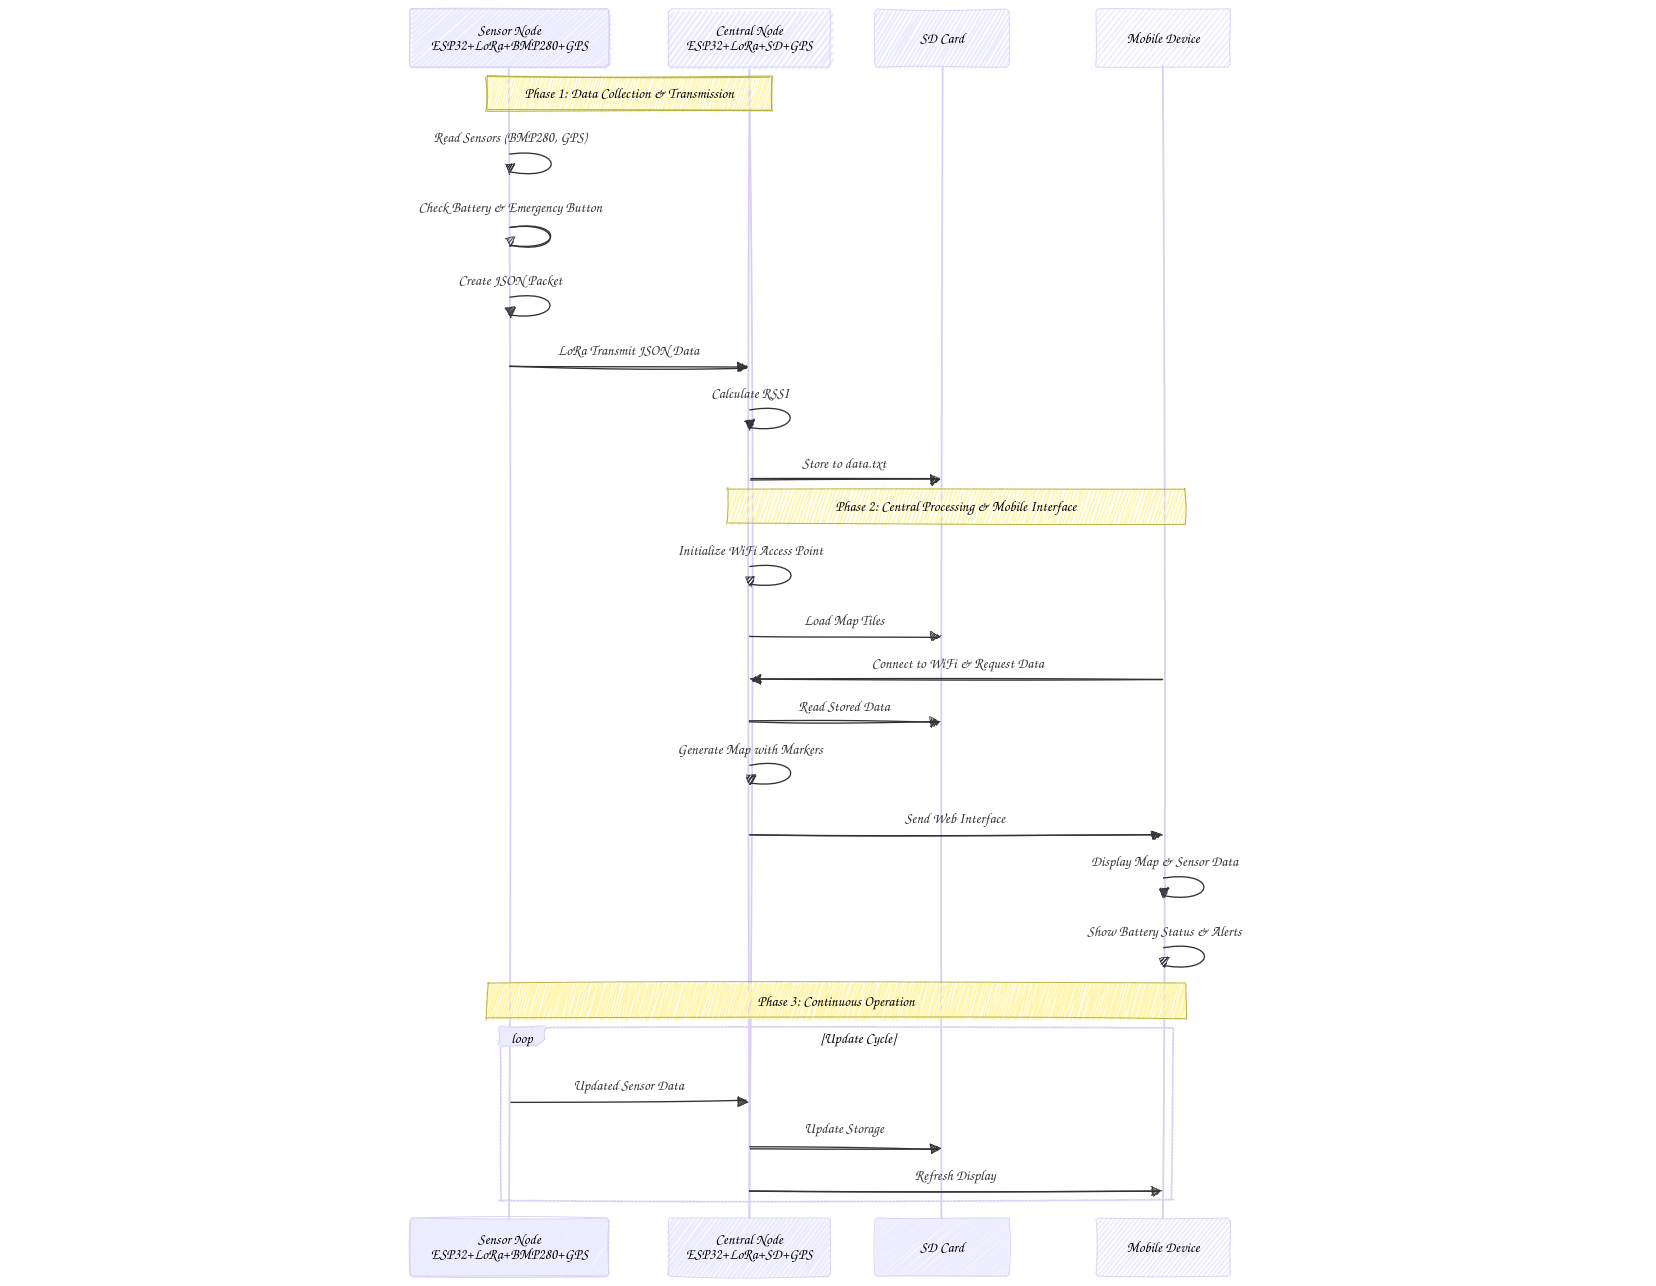 Sensor Node
ESP32+LoRa+BMP280+GPS
Central Node
ESP32+LoRa+SD+GPS
SD Card
Mobile Device
Phase 1: Data Collection & Transmission
Read Sensors (BMP280, GPS)
Check Battery & Emergency Button
Create JSON Packet
LoRa Transmit JSON Data
Calculate RSSI
Store to data.txt
Phase 2: Central Processing & Mobile Interface
Initialize WiFi Access Point
Load Map Tiles
Connect to WiFi & Request Data
Read Stored Data
Generate Map with Markers
Send Web Interface
Display Map & Sensor Data
Show Battery Status & Alerts
Phase 3: Continuous Operation
loop
[Update Cycle]
Updated Sensor Data
Update Storage
Refresh Display
Sensor Node
ESP32+LoRa+BMP280+GPS
Central Node
ESP32+LoRa+SD+GPS
SD Card
Mobile Device